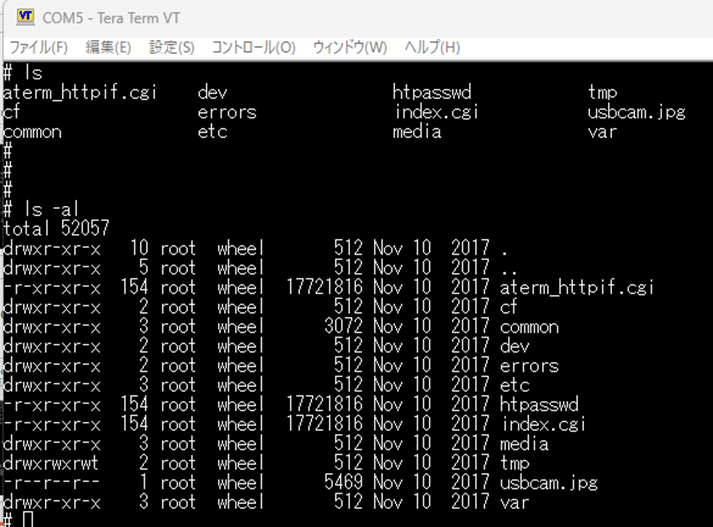 COM5 - Tera Term VT
ファイル(F) 編集(E) 設定(S) コントロール(O) ウィンドウ(W) ヘルプ(H)
# ls
aterm_httpif.cgi dev htpasswd tmp
cf errors index.cgi usbcam.jpg
common etc media var
#
#
#
# ls -al
total 52057
drwxr-xr-x 10 root wheel 512 Nov 10 2017 .
drwxr-xr-x 5 root wheel 512 Nov 10 2017 ..
-r-xr-xr-x 154 root wheel 17721816 Nov 10 2017 aterm_httpif.cgi
drwxr-xr-x 2 root wheel 512 Nov 10 2017 cf
drwxr-xr-x 3 root wheel 3072 Nov 10 2017 common
drwxr-xr-x 2 root wheel 512 Nov 10 2017 dev
drwxr-xr-x 2 root wheel 512 Nov 10 2017 errors
drwxr-xr-x 3 root wheel 512 Nov 10 2017 etc
-r-xr-xr-x 154 root wheel 17721816 Nov 10 2017 htpasswd
-r-xr-xr-x 154 root wheel 17721816 Nov 10 2017 index.cgi
drwxr-xr-x 3 root wheel 512 Nov 10 2017 media
drwxrwxrwt 2 root wheel 512 Nov 10 2017 tmp
-r--r--r-- 1 root wheel 5469 Nov 10 2017 usbcam.jpg
drwxr-xr-x 3 root wheel 512 Nov 10 2017 var
#